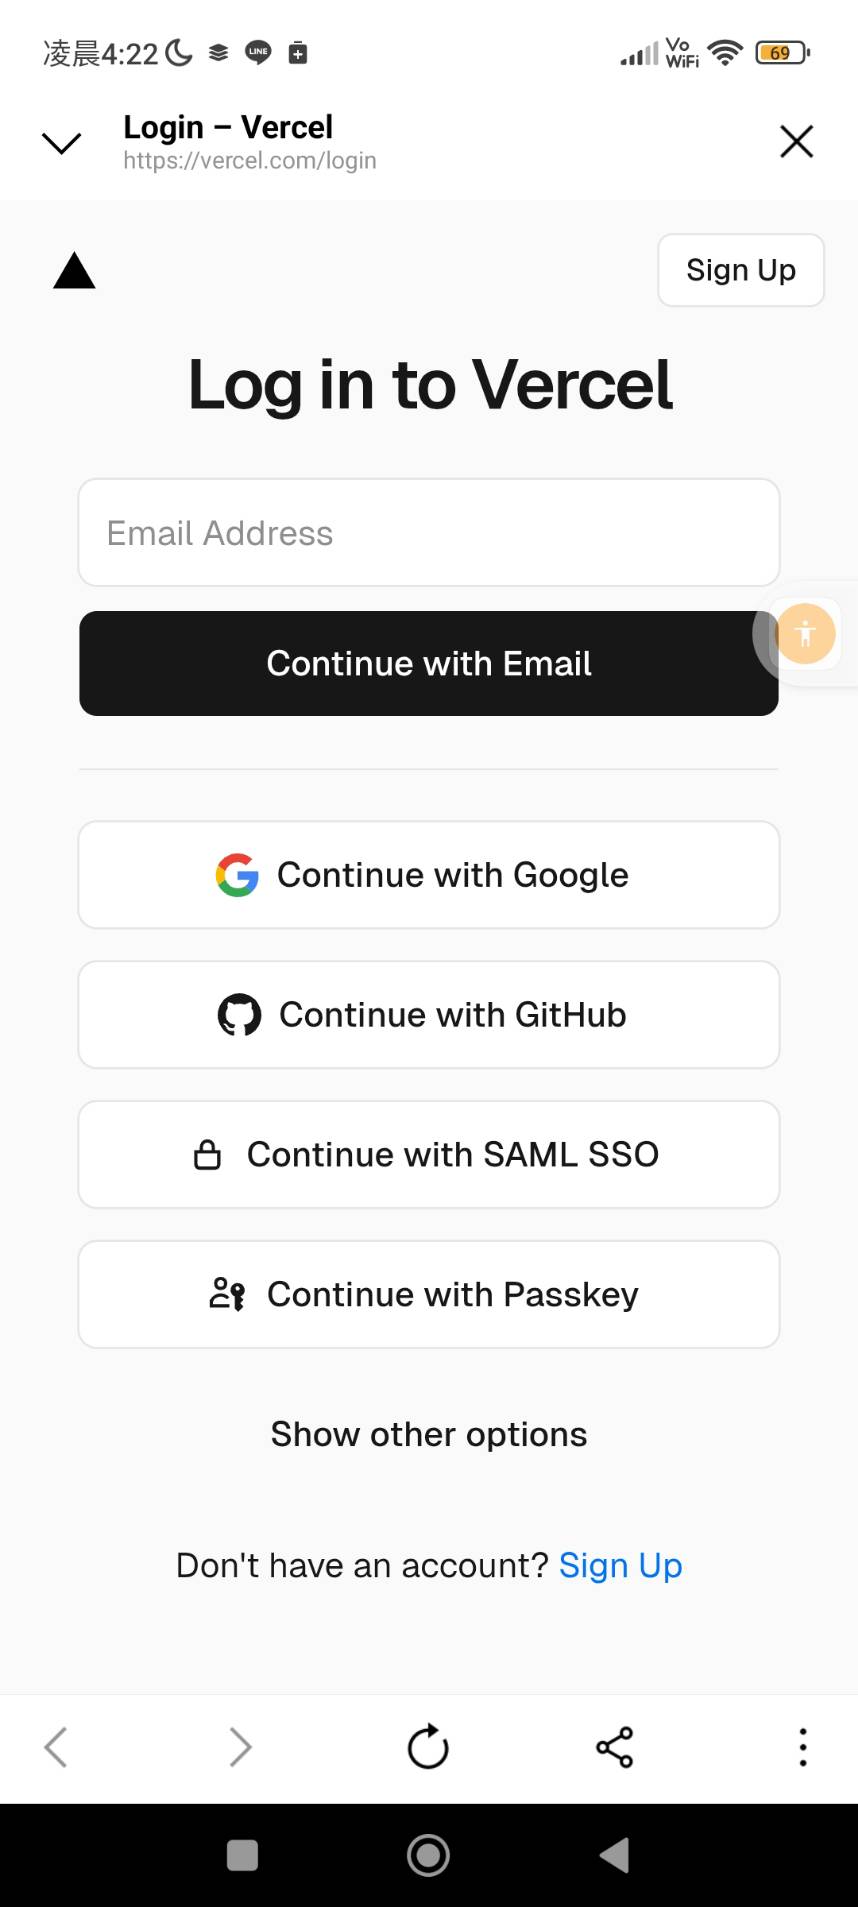 凌晨4:22 LINE Vo WiFi 69
Login – Vercel
https://vercel.com/login
Sign Up
Log in to Vercel
Email Address
Continue with Email
Continue with Google
Continue with GitHub
Continue with SAML SSO
Continue with Passkey
Show other options
Don't have an account? Sign Up